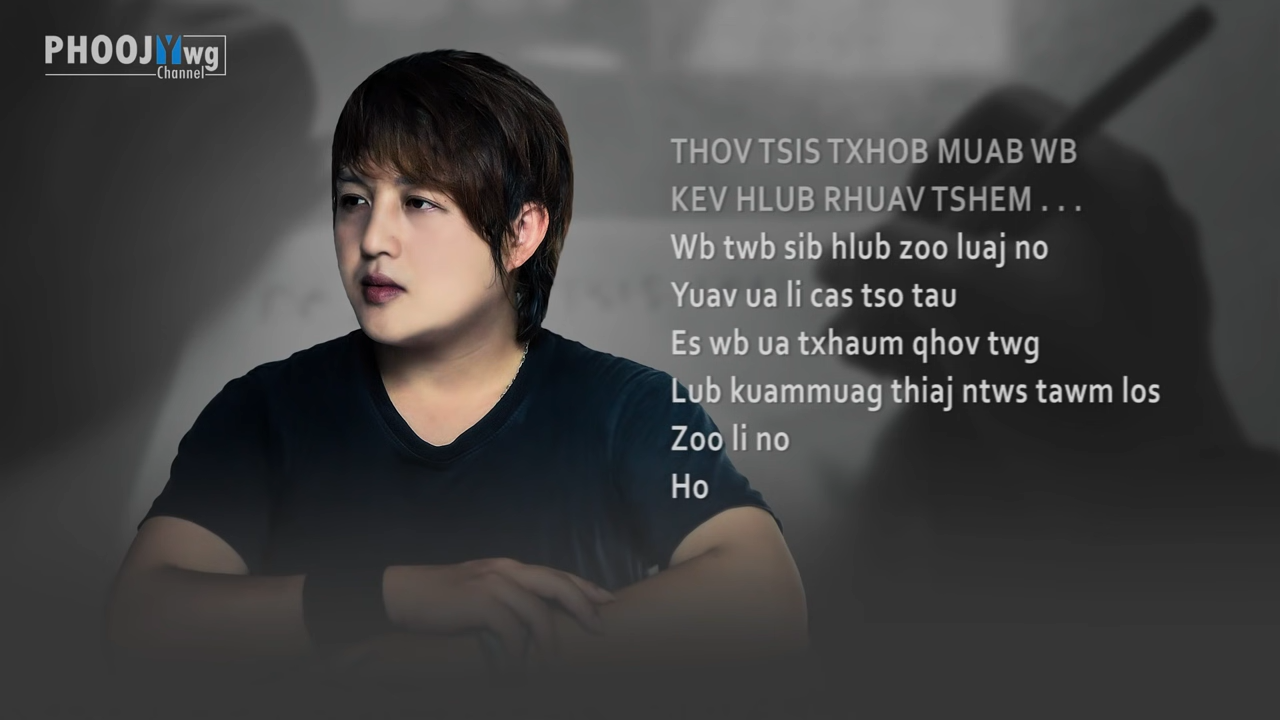 PHOOJYwg
Channel
THOV TSIS TXHOB MUAB WB
KEV HLUB RHUAV TSHEM . . .
Wb twb sib hlub zoo luaj no
Yuav ua li cas tso tau
Es wb ua txhaum qhov twg
Lub kuammuag thiaj ntws tawm los
Zoo li no
Ho